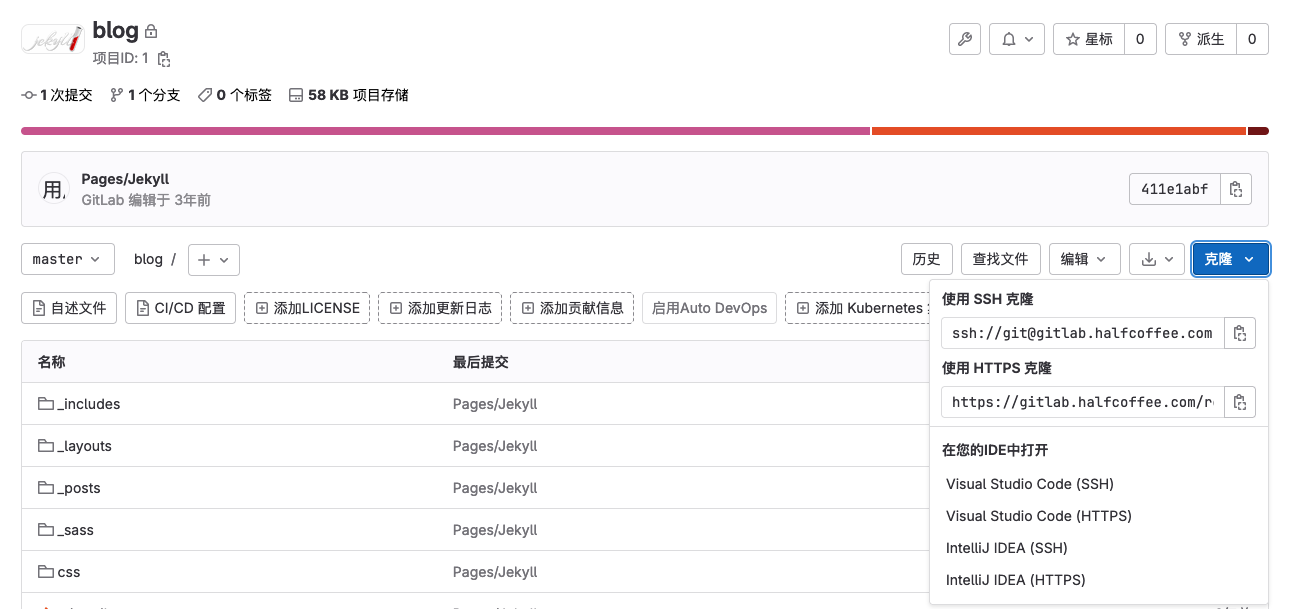 jekyll
blog
项目ID: 1
星标 0 派生 0
1 次提交 1 个分支 0 个标签 58 KB 项目存储
用
Pages/Jekyll
GitLab 编辑于 3年前
411e1abf
master blog / 历史 查找文件 编辑 克隆
自述文件 CI/CD 配置 添加LICENSE 添加更新日志 添加贡献信息 启用Auto DevOps 添加 Kubernetes
使用 SSH 克隆
ssh://git@gitlab.halfcoffee.com
使用 HTTPS 克隆
https://gitlab.halfcoffee.com/r
在您的IDE中打开
Visual Studio Code (SSH)
Visual Studio Code (HTTPS)
IntelliJ IDEA (SSH)
IntelliJ IDEA (HTTPS)
名称 最后提交
_includes Pages/Jekyll
_layouts Pages/Jekyll
_posts Pages/Jekyll
_sass Pages/Jekyll
css Pages/Jekyll